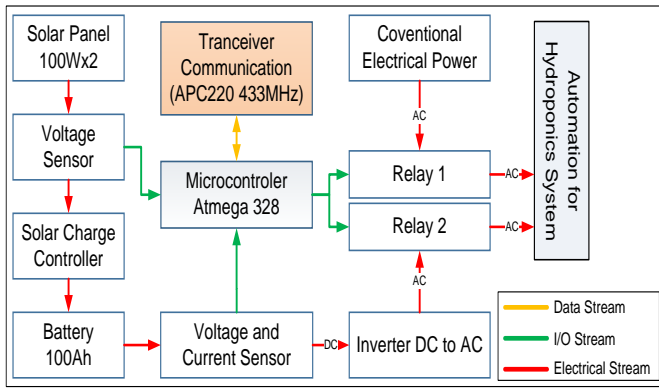 Solar Panel
100Wx2
Tranceiver
Communication
(APC220 433MHz)
Coventional
Electrical Power
Automation for
Hydroponics System
AC
Voltage
Sensor
Microcontroler
Atmega 328
Relay 1
AC
Relay 2
AC
Solar Charge
Controller
AC
Battery
100Ah
Voltage and
Current Sensor
DC
Inverter DC to AC
Data Stream
I/O Stream
Electrical Stream